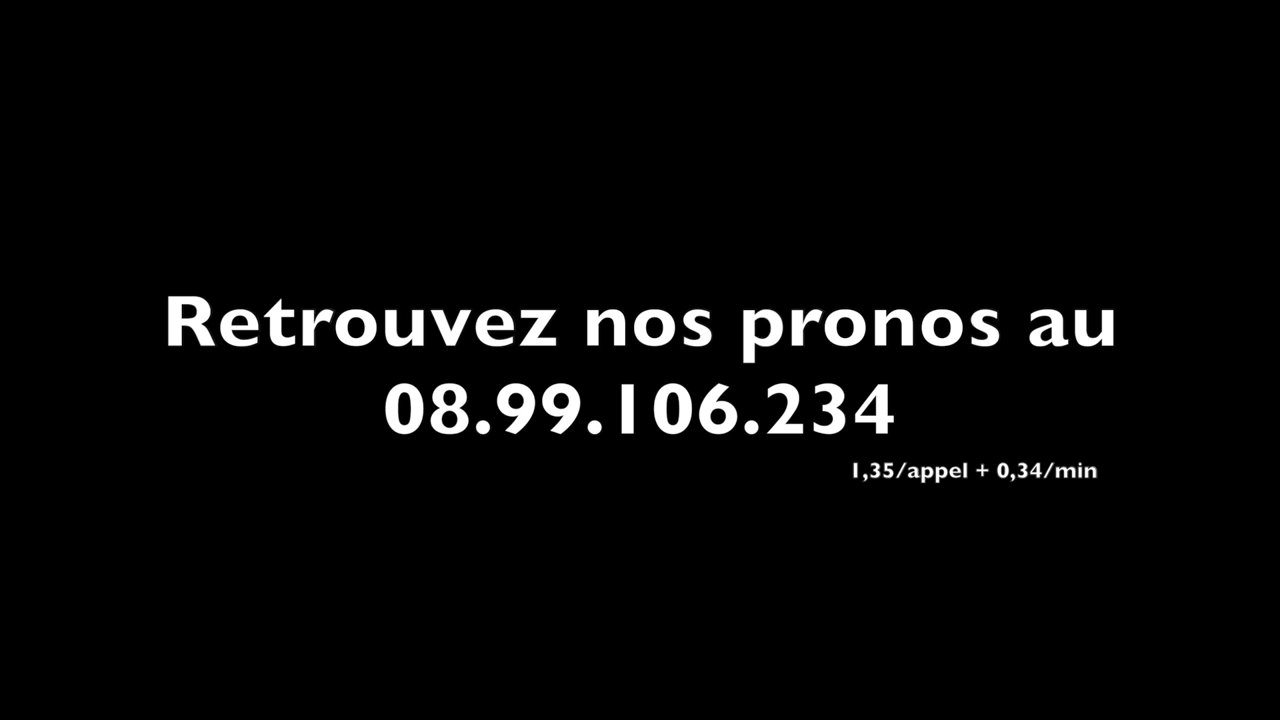 Retrouvez nos pronos au
08.99.106.234
1,35/appel + 0,34/min